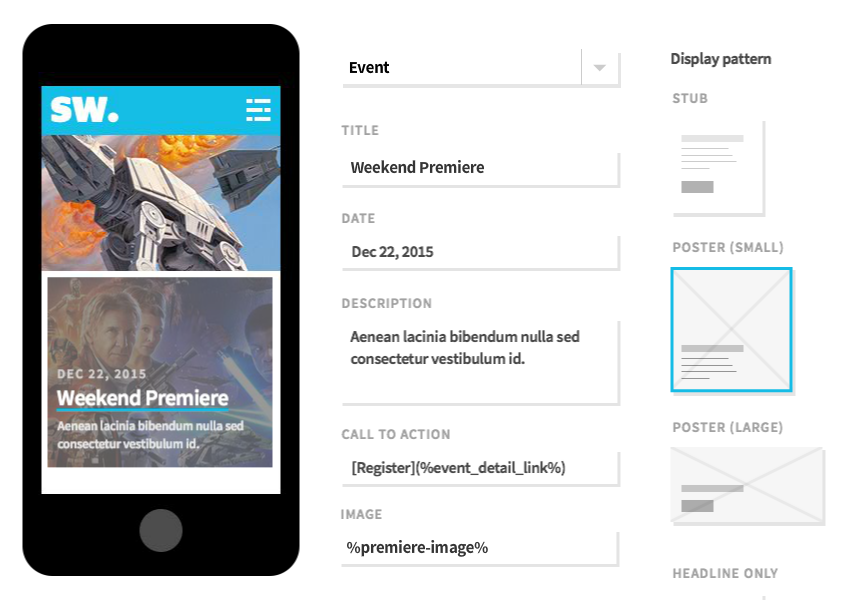 SW.
DEC 22, 2015
Weekend Premiere
Aenean lacinia bibendum nulla sed
consectetur vestibulum id.
Event
TITLE
Weekend Premiere
DATE
Dec 22, 2015
DESCRIPTION
Aenean lacinia bibendum nulla sed
consectetur vestibulum id.
CALL TO ACTION
[Register](%event_detail_link%)
IMAGE
%premiere-image%
Display pattern
STUB
POSTER (SMALL)
POSTER (LARGE)
HEADLINE ONLY